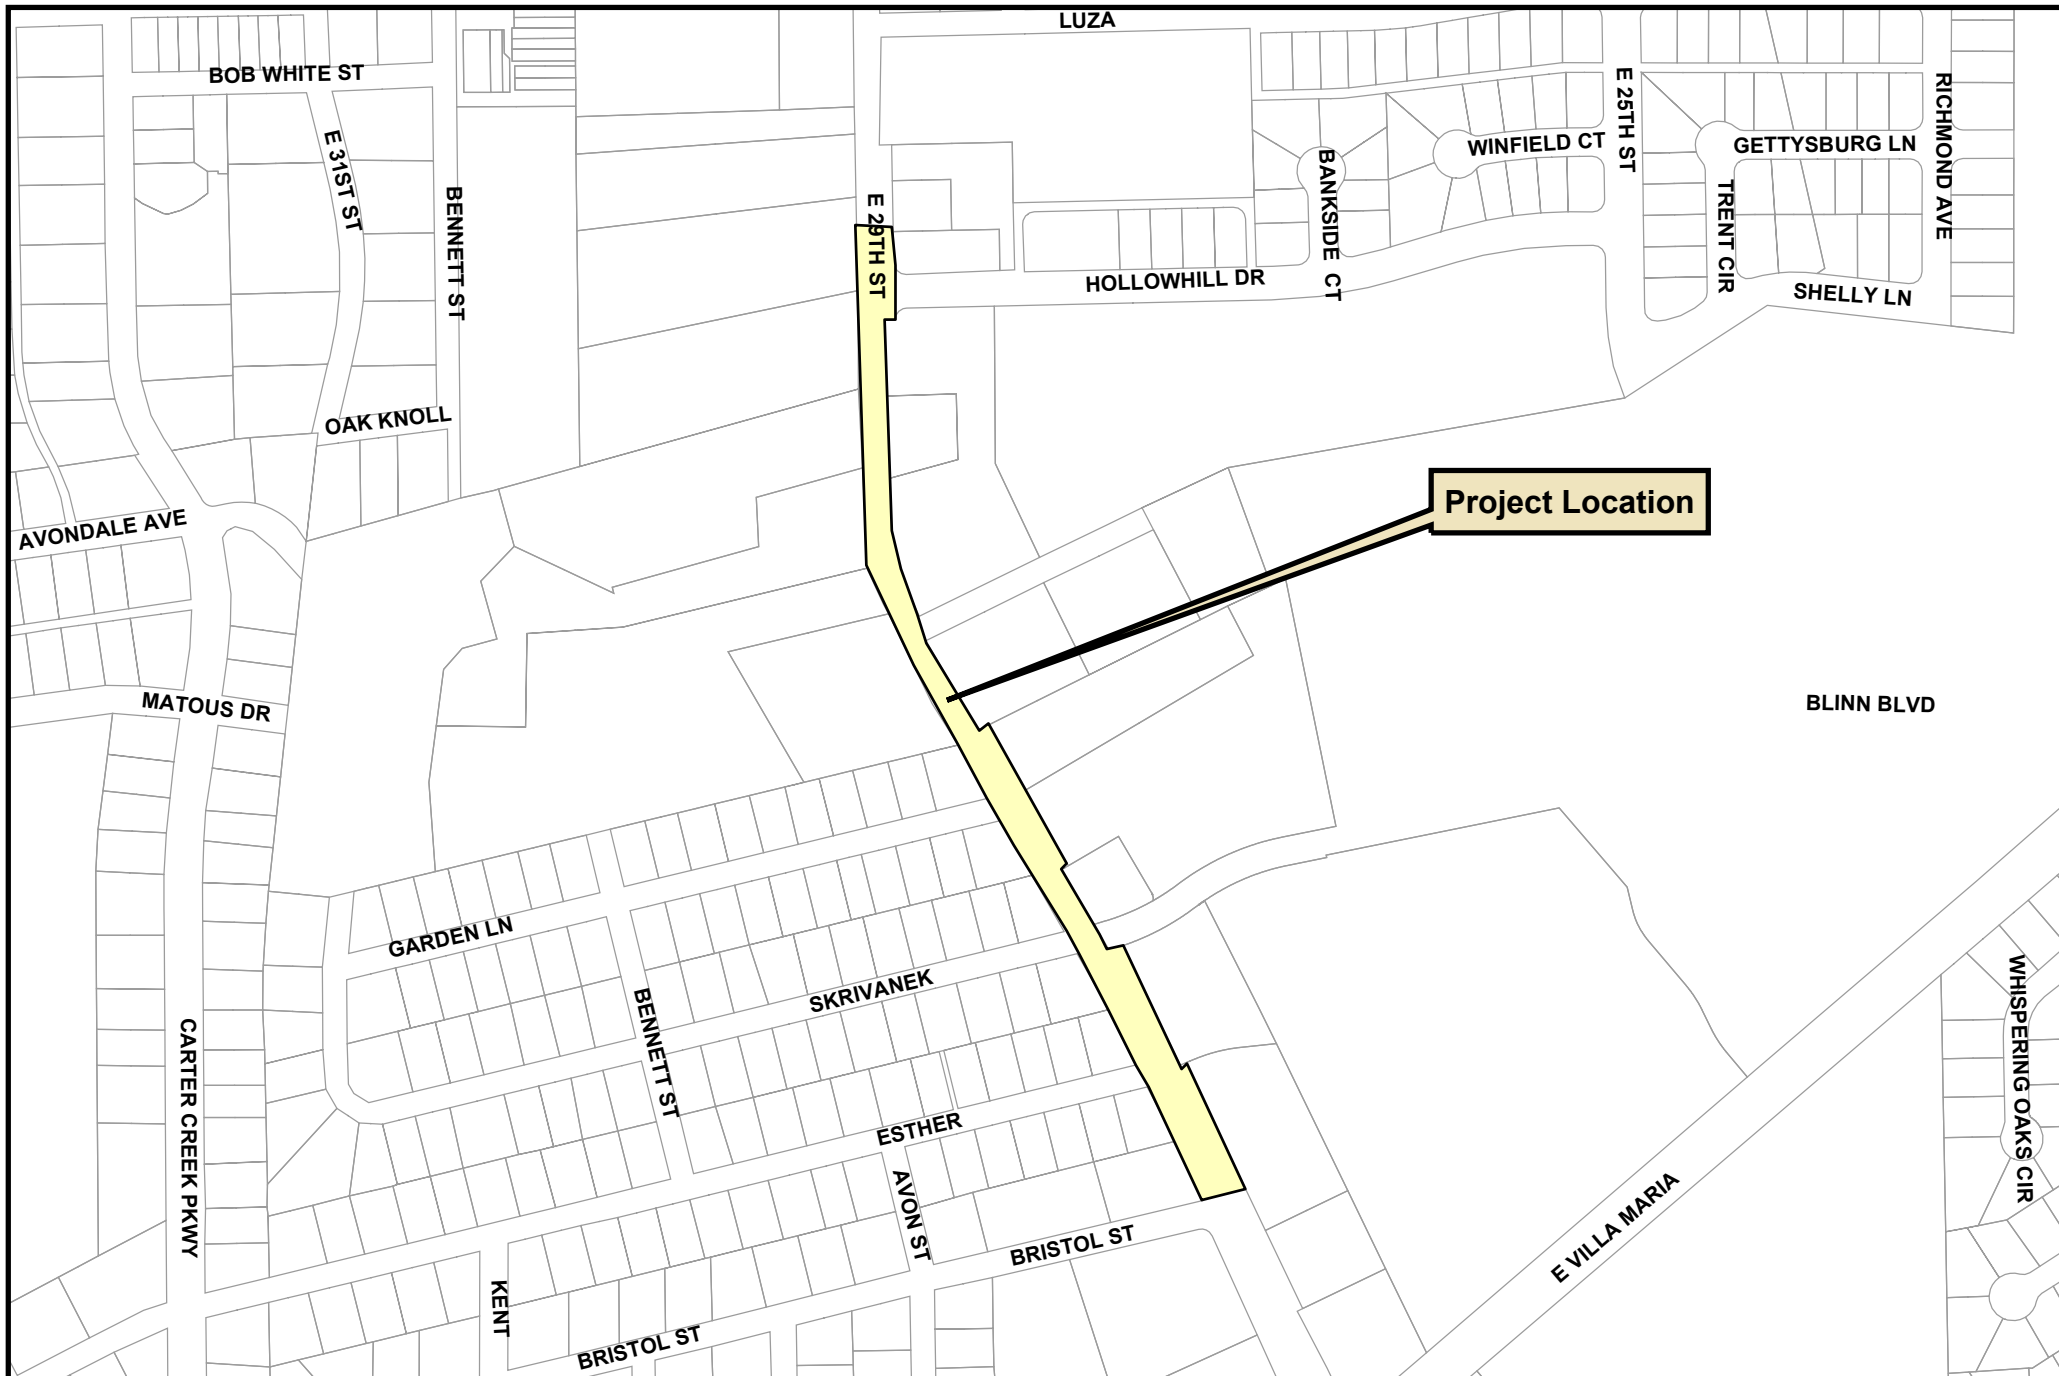 LUZA
BOB WHITE ST
E 31ST ST
BENNETT ST
E 29TH ST
BANKSIDE CT
WINFIELD CT
E 25TH ST
GETTYSBURG LN
RICHMOND AVE
TRENT CIR
SHELLY LN
HOLLOWHILL DR
OAK KNOLL
AVONDALE AVE
Project Location
MATOUS DR
BLINN BLVD
GARDEN LN
SKRIVANEK
BENNETT ST
CARTER CREEK PKWY
ESTHER
AVON ST
WHISPERING OAKS CIR
BRISTOL ST
E VILLA MARIA
KENT
BRISTOL ST